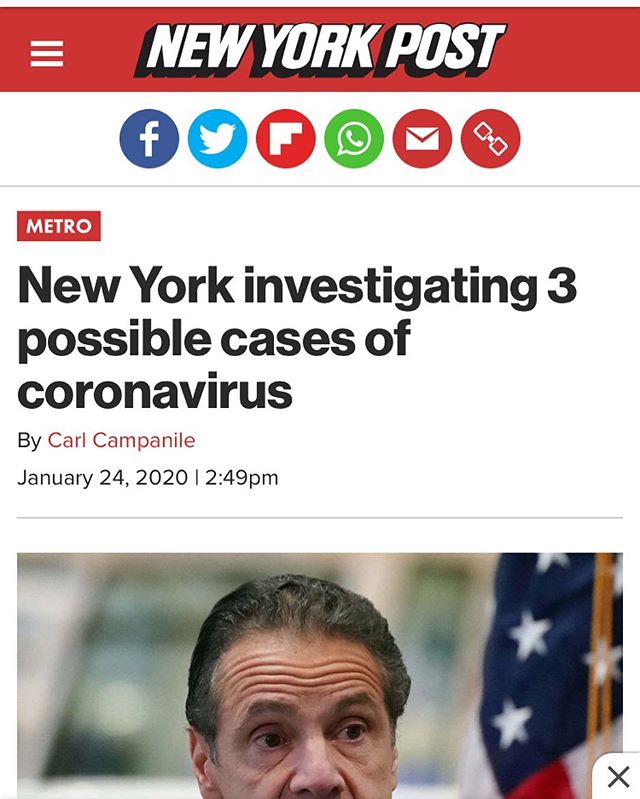 NEW YORK POST
METRO
New York investigating 3
possible cases of
coronavirus
By Carl Campanile
January 24, 2020 | 2:49pm